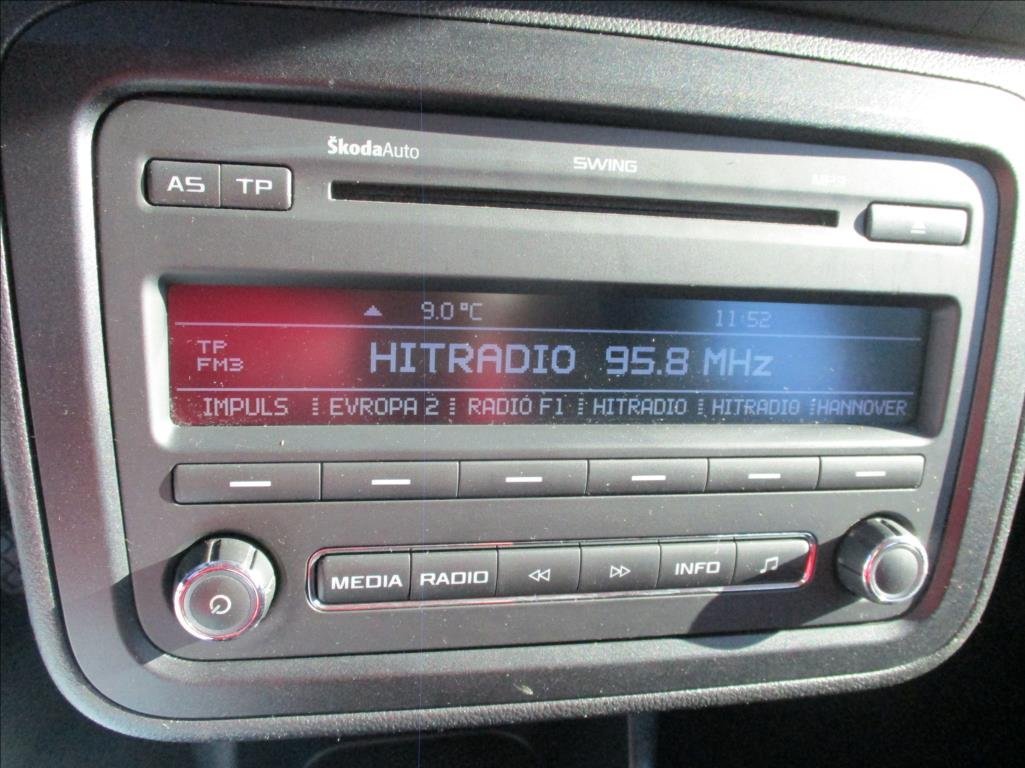 ŠkodaAuto
SWING
MP3
AS TP
9.0 °C 11:52
TP
FM3
HITRADIO 95.8 MHz
IMPULS EVROPA 2 RADIO F1 HITRADIO HITRADIO HANNOVER
MEDIA RADIO INFO